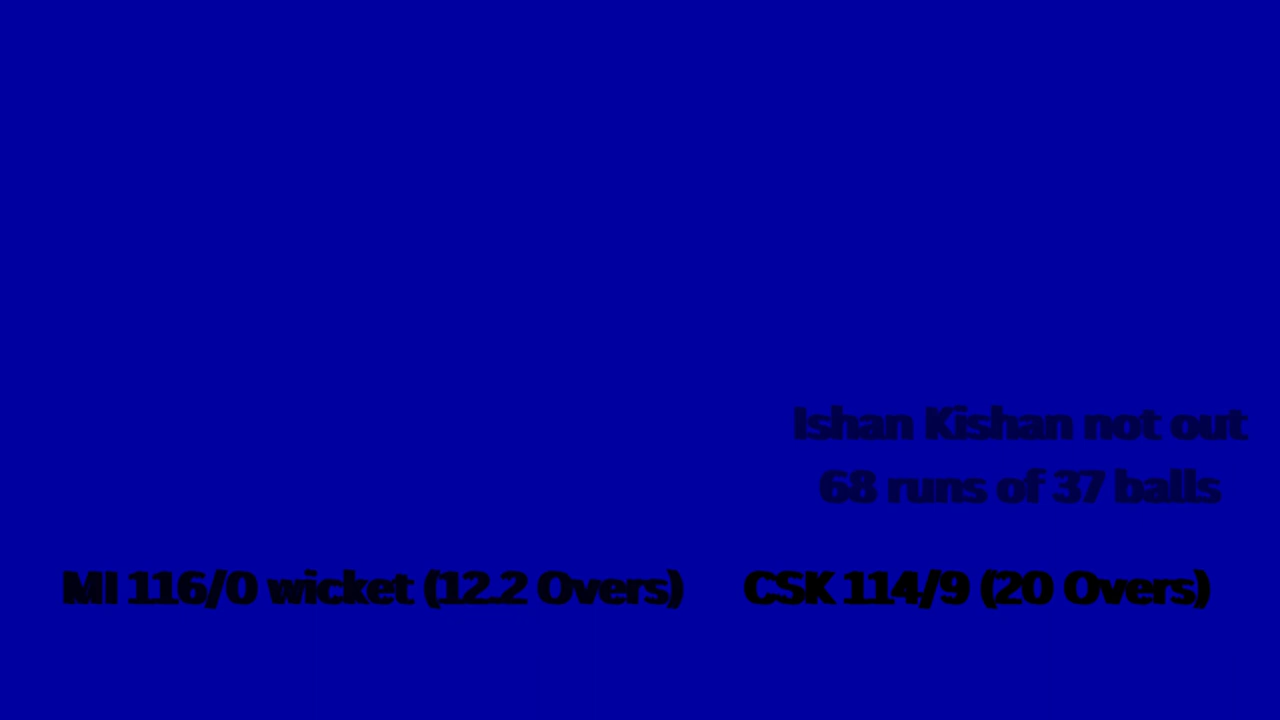 Ishan Kishan not out
68 runs of 37 balls
MI 116/0 wicket (12.2 Overs)
CSK 114/9 (20 Overs)